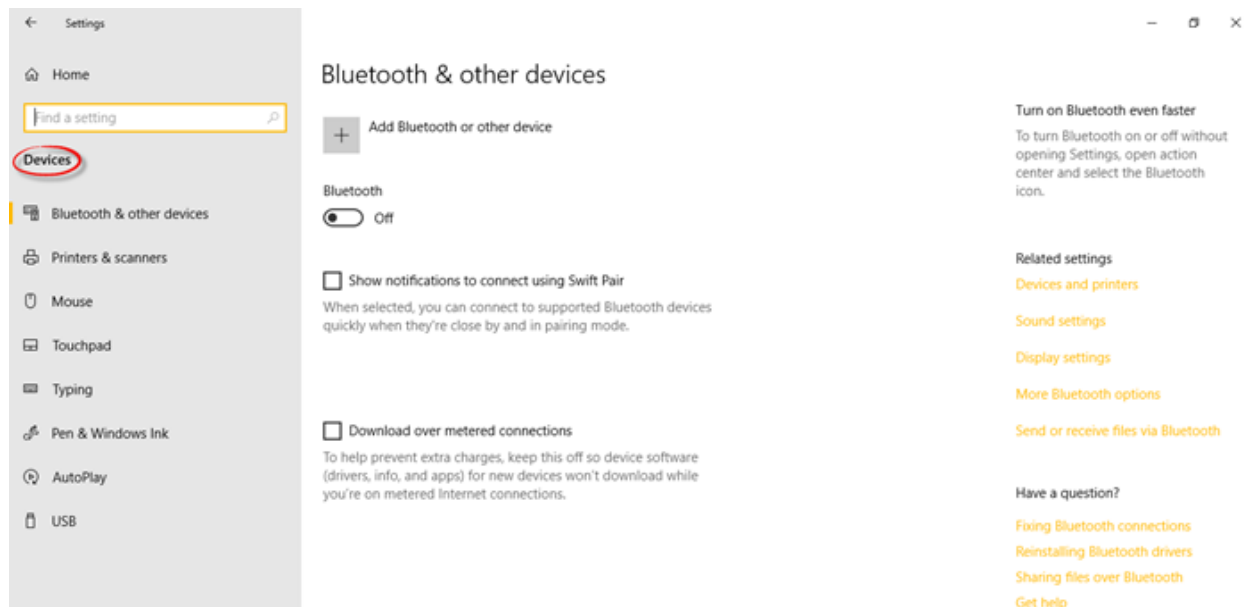 Settings
Home
Find a setting
Devices
Bluetooth & other devices
Printers & scanners
Mouse
Touchpad
Typing
Pen & Windows Ink
AutoPlay
USB
Bluetooth & other devices
Add Bluetooth or other device
Bluetooth
Off
Show notifications to connect using Swift Pair
When selected, you can connect to supported Bluetooth devices
quickly when they're close by and in pairing mode.
Download over metered connections
To help prevent extra charges, keep this off so device software
(drivers, info, and apps) for new devices won't download while
you're on metered Internet connections.
Turn on Bluetooth even faster
To turn Bluetooth on or off without
opening Settings, open action
center and select the Bluetooth
icon.
Related settings
Devices and printers
Sound settings
Display settings
More Bluetooth options
Send or receive files via Bluetooth
Have a question?
Fixing Bluetooth connections
Reinstalling Bluetooth drivers
Sharing files over Bluetooth
Get help